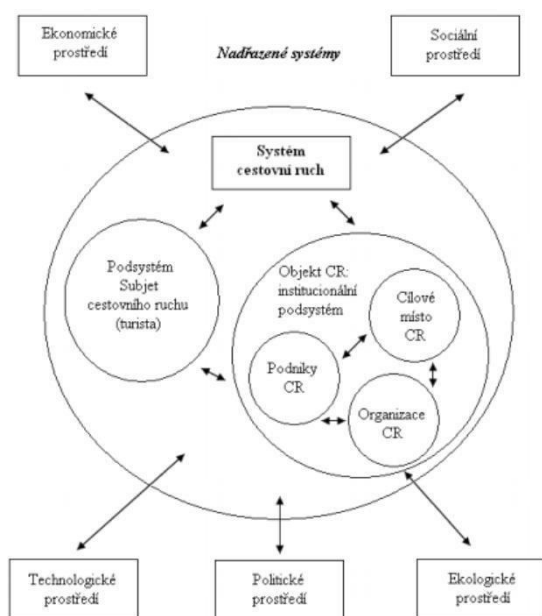 Ekonomické
prostředí
Nadřazené systémy
Sociální
prostředí
Systém
cestovní ruch
Podsystém
Subjet
cestovního ruchu
(turista)
Objekt CR:
institucionální
podsystém
Cílové
místo
CR
Podniky
CR
Organizace
CR
Technologické
prostředí
Politické
prostředí
Ekologické
prostředí